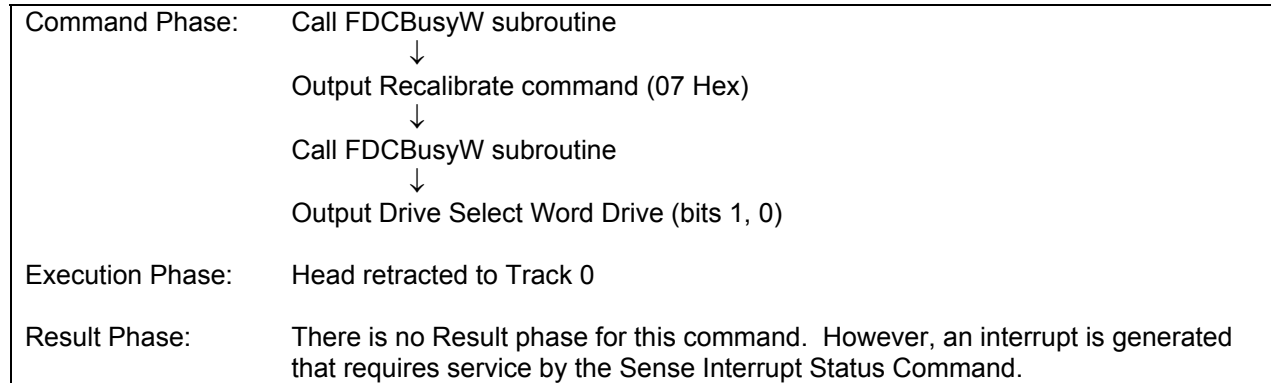 Command Phase: Call FDCBusyW subroutine
↓
Output Recalibrate command (07 Hex)
↓
Call FDCBusyW subroutine
↓
Output Drive Select Word Drive (bits 1, 0)
Execution Phase: Head retracted to Track 0
Result Phase: There is no Result phase for this command. However, an interrupt is generated
that requires service by the Sense Interrupt Status Command.